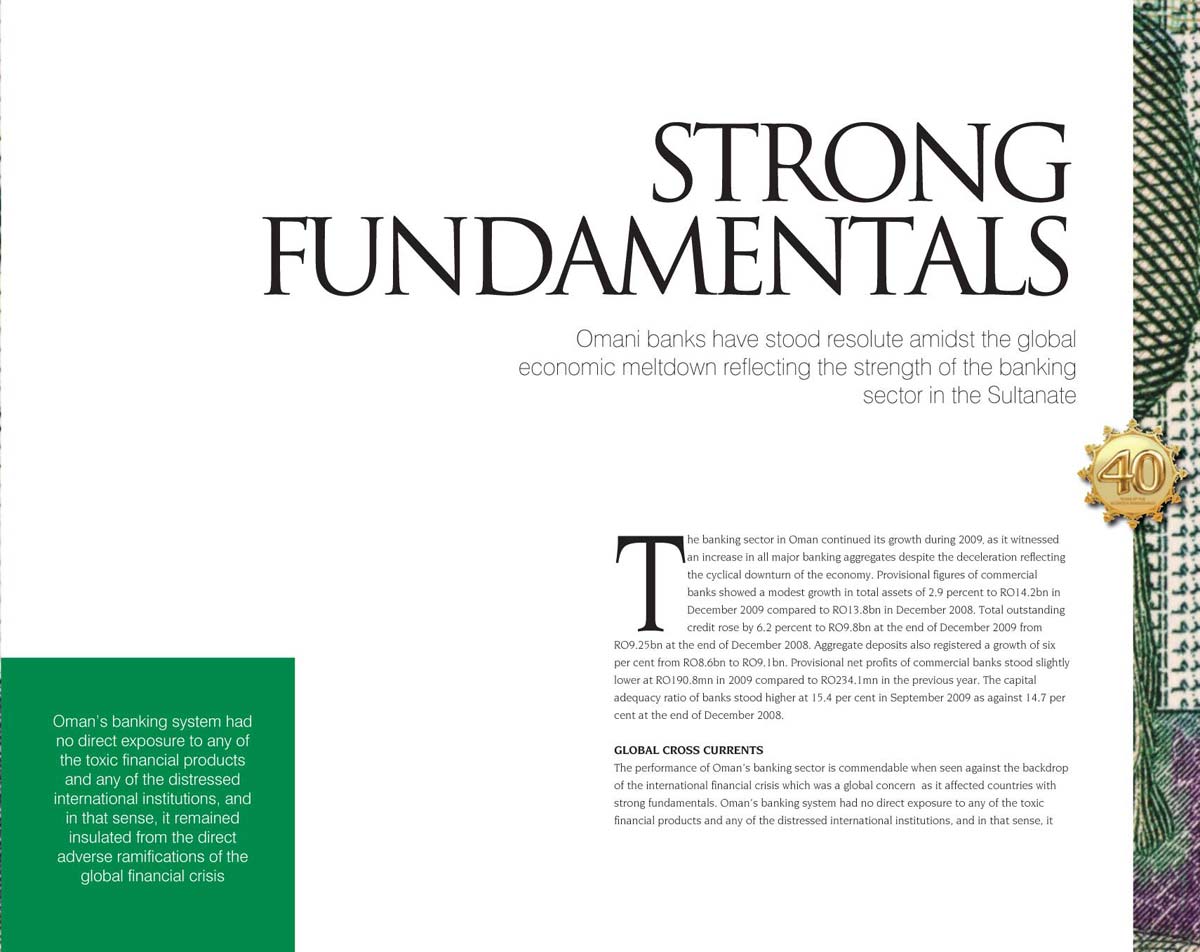 STRONG
FUNDAMENTALS
Omani banks have stood resolute amidst the global
economic meltdown reflecting the strength of the banking
sector in the Sultanate
40
The banking sector in Oman continued its growth during 2009, as it witnessed
an increase in all major banking aggregates despite the deceleration reflecting
the cyclical downturn of the economy. Provisional figures of commercial
banks showed a modest growth in total assets of 2.9 percent to RO14.2bn in
December 2009 compared to RO13.8bn in December 2008. Total outstanding
credit rose by 6.2 percent to RO9.8bn at the end of December 2009 from
RO9.25bn at the end of December 2008. Aggregate deposits also registered a growth of six
per cent from RO8.6bn to RO9.1bn. Provisional net profits of commercial banks stood slightly
lower at RO190.8mn in 2009 compared to RO234.1mn in the previous year. The capital
adequacy ratio of banks stood higher at 15.4 per cent in September 2009 as against 14.7 per
cent at the end of December 2008.
GLOBAL CROSS CURRENTS
The performance of Oman's banking sector is commendable when seen against the backdrop
of the international financial crisis which was a global concern as it affected countries with
strong fundamentals. Oman's banking system had no direct exposure to any of the toxic
financial products and any of the distressed international institutions, and in that sense, it
Oman's banking system had
no direct exposure to any of
the toxic financial products
and any of the distressed
international institutions, and
in that sense, it remained
insulated from the direct
adverse ramifications of the
global financial crisis